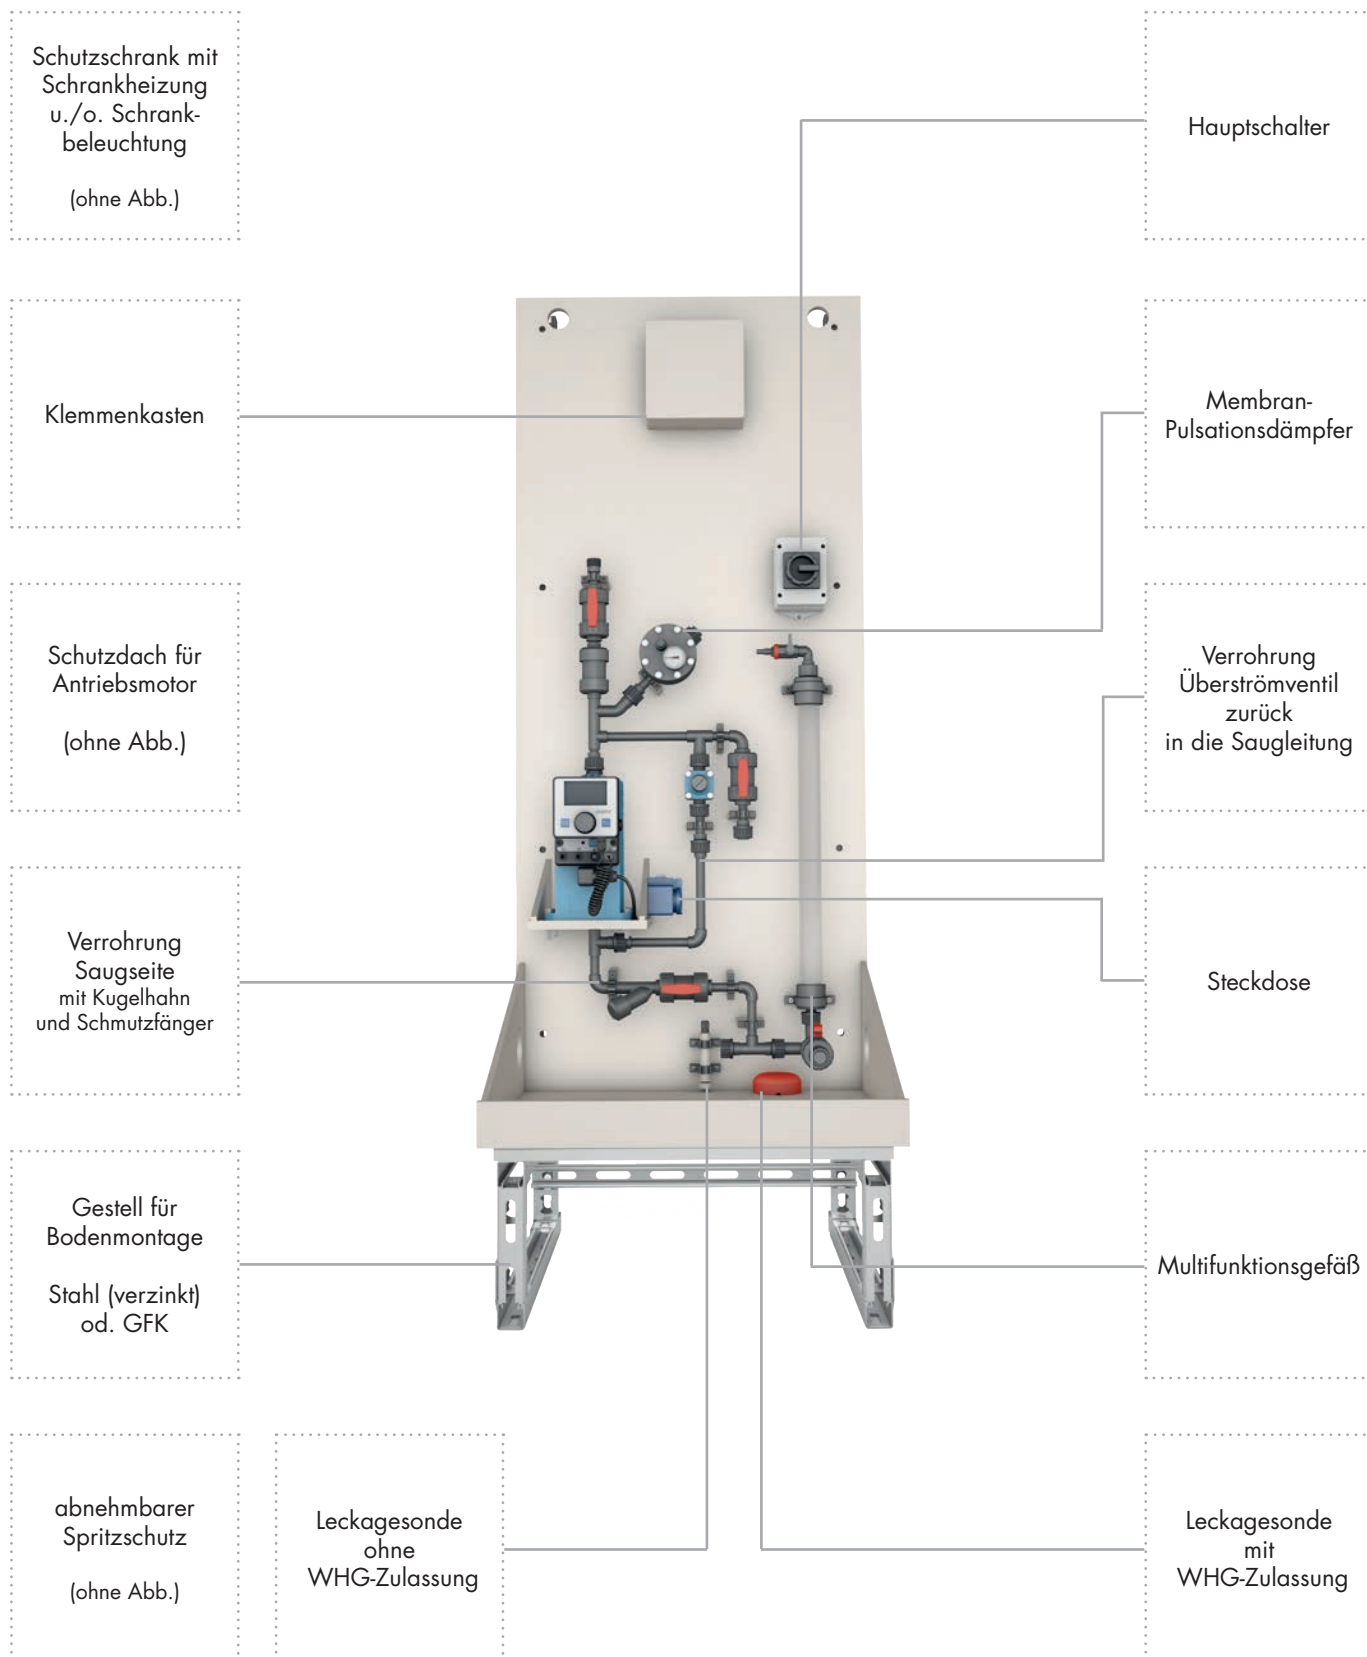 Schutzschrank mit
Schrankheizung
u./o. Schrank-
beleuchtung
(ohne Abb.)
Hauptschalter
Klemmenkasten
Membran-
Pulsationsdämpfer
Schutzdach für
Antriebsmotor
(ohne Abb.)
Verrohrung
Überströmventil
zurück
in die Saugleitung
Verrohrung
Saugseite
mit Kugelhahn
und Schmutzfänger
Steckdose
Gestell für
Bodenmontage
Stahl (verzinkt)
od. GFK
Multifunktionsgefäß
abnehmbarer
Spritzschutz
(ohne Abb.)
Leckagesonde
ohne
WHG-Zulassung
Leckagesonde
mit
WHG-Zulassung